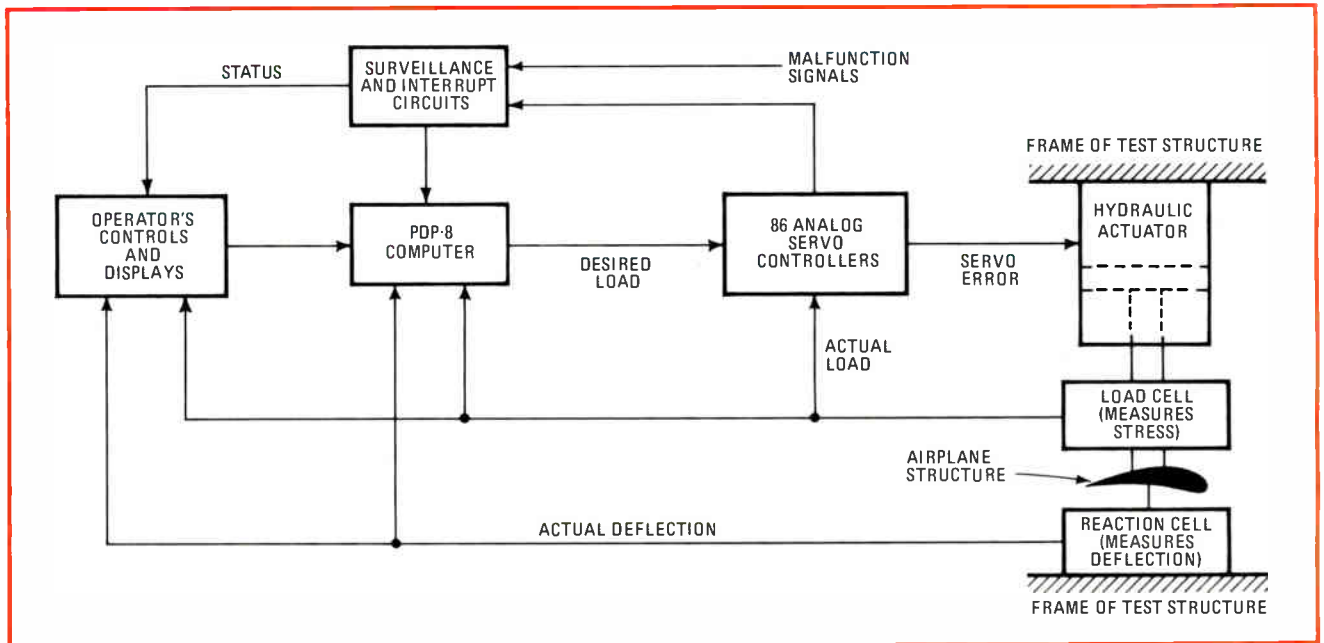 STATUS
SURVEILLANCE
AND INTERRUPT
CIRCUITS
MALFUNCTION
SIGNALS
FRAME OF TEST STRUCTURE
OPERATOR'S
CONTROLS
AND
DISPLAYS
PDP-8
COMPUTER
DESIRED
LOAD
86 ANALOG
SERVO
CONTROLLERS
SERVO
ERROR
HYDRAULIC
ACTUATOR
ACTUAL
LOAD
LOAD CELL
(MEASURES
STRESS)
AIRPLANE
STRUCTURE
ACTUAL DEFLECTION
REACTION CELL
(MEASURES
DEFLECTION)
FRAME OF TEST STRUCTURE